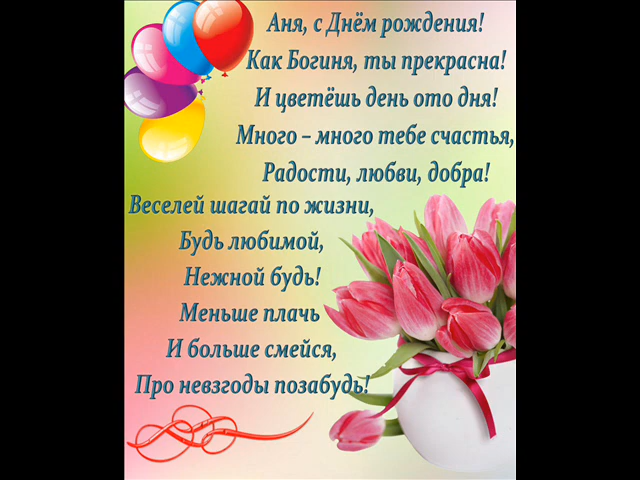 Аня, с Днём рождения!
Как Богиня, ты прекрасна!
И цветёшь день ото дня!
Много – много тебе счастья,
Радости, любви, добра!
Веселей шагай по жизни,
Будь любимой,
Нежной будь!
Меньше плачь
И больше смейся,
Про невзгоды позабудь!